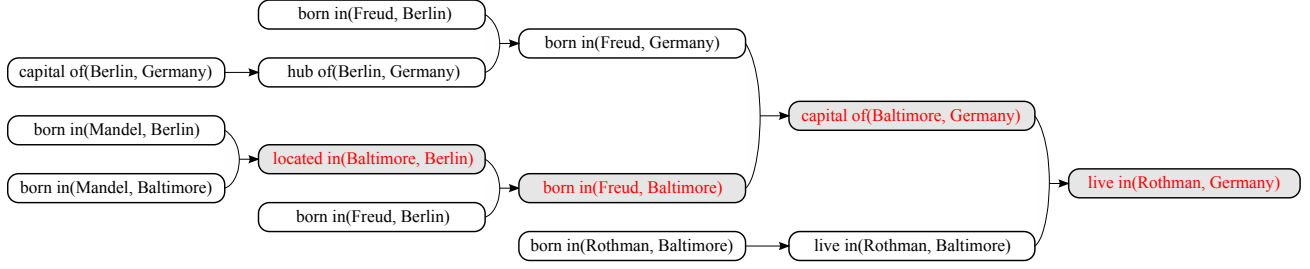 born in(Freud, Berlin)
born in(Freud, Germany)
capital of(Berlin, Germany)
hub of(Berlin, Germany)
capital of(Baltimore, Germany)
born in(Mandel, Berlin)
located in(Baltimore, Berlin)
born in(Mandel, Baltimore)
born in(Freud, Baltimore)
live in(Rothman, Germany)
born in(Freud, Berlin)
born in(Rothman, Baltimore)
live in(Rothman, Baltimore)